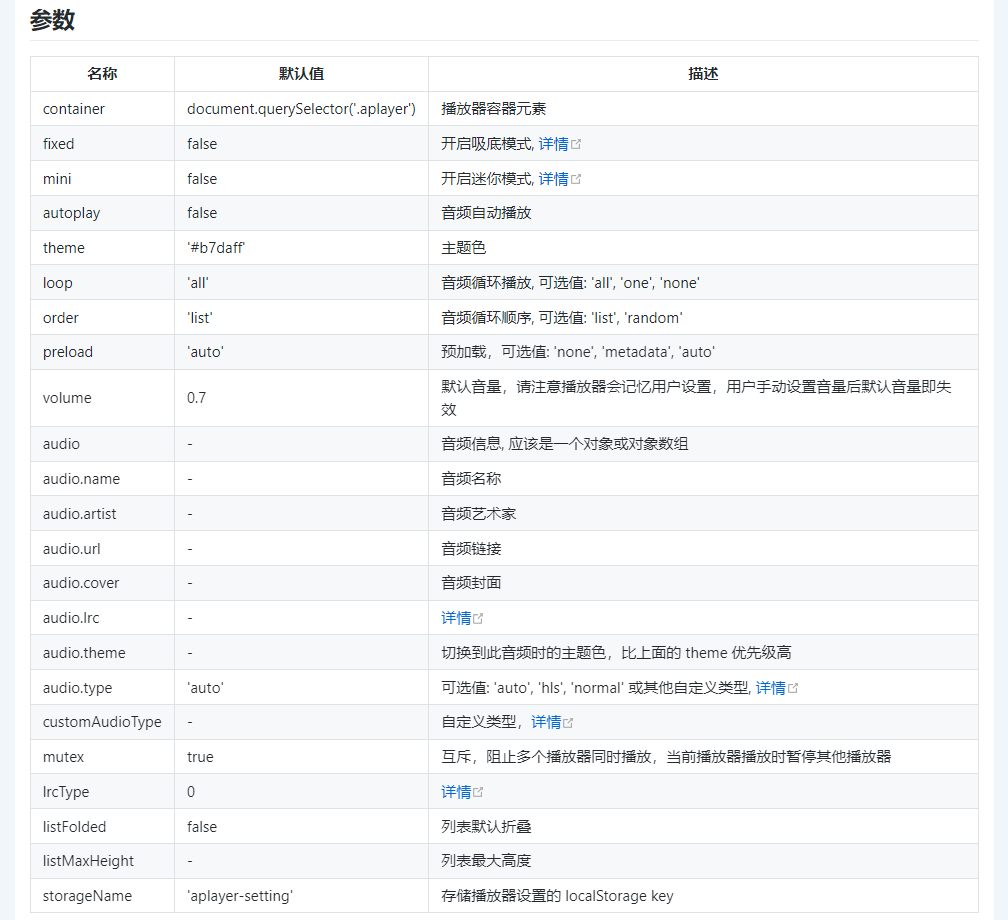 参数
名称 默认值 描述
container document.querySelector('.aplayer') 播放器容器元素
fixed false 开启吸底模式, 详情
mini false 开启迷你模式, 详情
autoplay false 音频自动播放
theme '#b7daff' 主题色
loop 'all' 音频循环播放, 可选值: 'all', 'one', 'none'
order 'list' 音频循环顺序, 可选值: 'list', 'random'
preload 'auto' 预加载，可选值: 'none', 'metadata', 'auto'
volume 0.7 默认音量，请注意播放器会记忆用户设置，用户手动设置音量后默认音量即失
效
audio - 音频信息, 应该是一个对象或对象数组
audio.name - 音频名称
audio.artist - 音频艺术家
audio.url - 音频链接
audio.cover - 音频封面
audio.lrc - 详情
audio.theme - 切换到此音频时的主题色，比上面的 theme 优先级高
audio.type 'auto' 可选值: 'auto', 'hls', 'normal' 或其他自定义类型, 详情
customAudioType - 自定义类型，详情
mutex true 互斥，阻止多个播放器同时播放，当前播放器播放时暂停其他播放器
lrcType 0 详情
listFolded false 列表默认折叠
listMaxHeight - 列表最大高度
storageName 'aplayer-setting' 存储播放器设置的 localStorage key